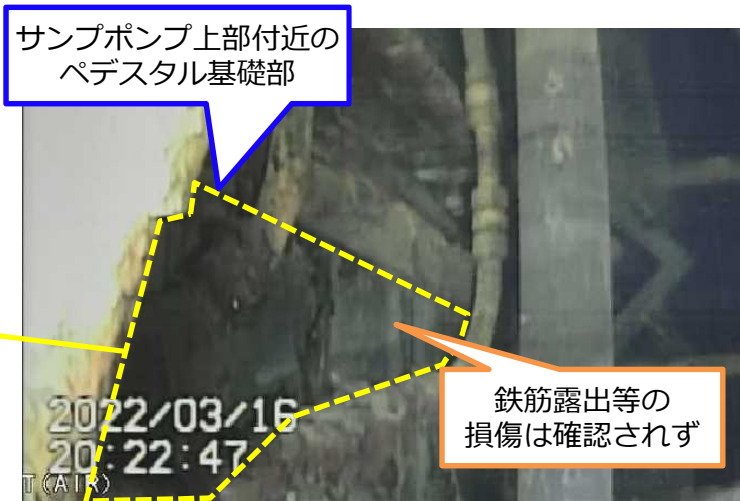 サンプポンプ上部付近の
ペデスタル基礎部
鉄筋露出等の
損傷は確認されず
2022/03/16
20:22:47
T(AIR)